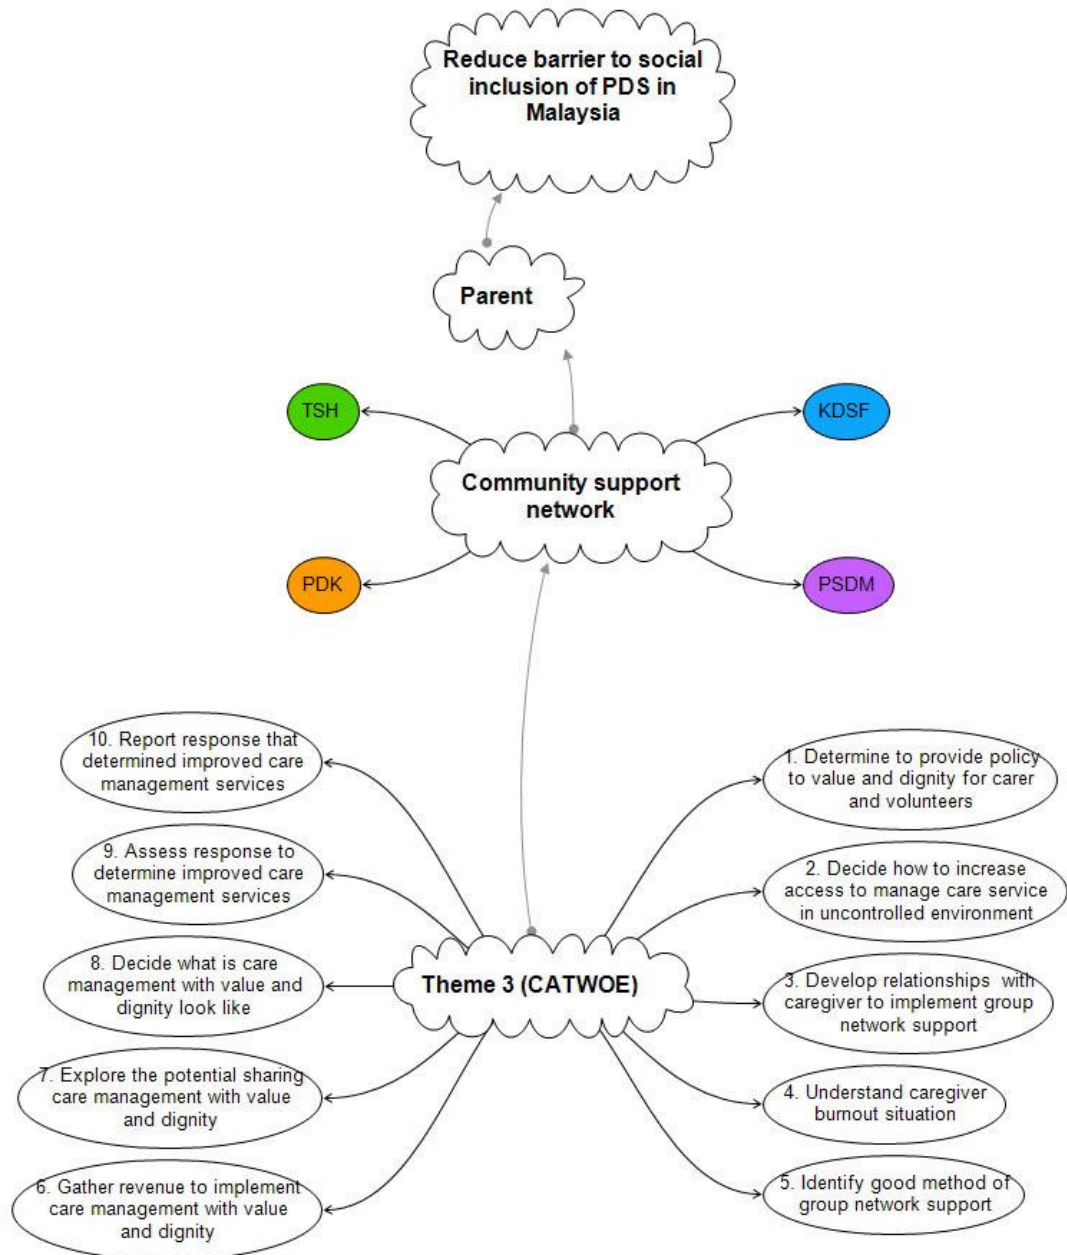 Reduce barrier to social
inclusion of PDS in
Malaysia
Parent
TSH
KDSF
Community support
network
PDK
PSDM
10. Report response that
determined improved care
management services
1. Determine to provide policy
to value and dignity for carer
and volunteers
9. Assess response to
determine improved care
management services
2. Decide how to increase
access to manage care service
in uncontrolled environment
8. Decide what is care
management with value and
dignity look like
Theme 3 (CATWOE)
3. Develop relationships with
caregiver to implement group
network support
7. Explore the potential sharing
care management with value
and dignity
4. Understand caregiver
burnout situation
6. Gather revenue to implement
care management with value
and dignity
5. Identify good method of
group network support